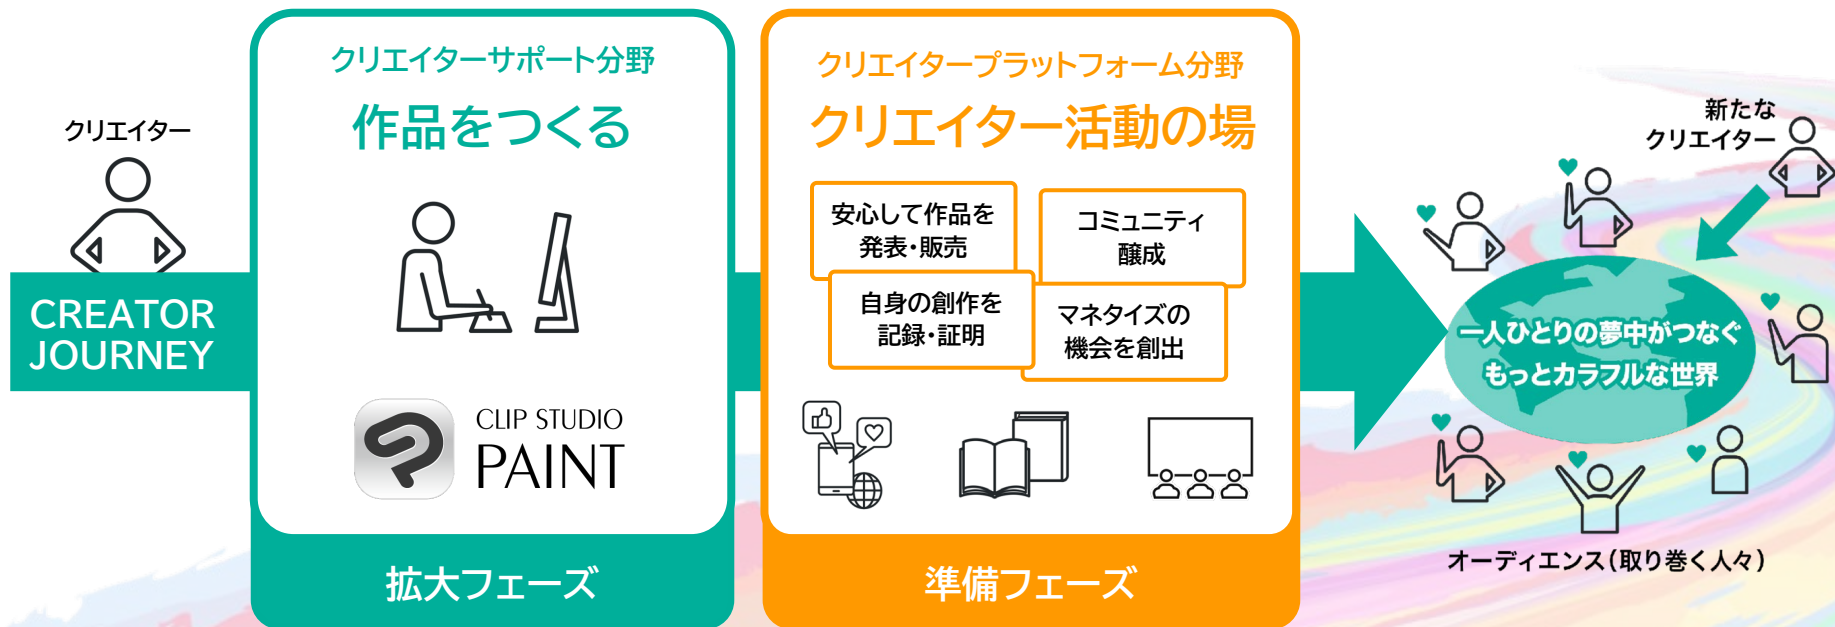 クリエイター
CREATOR
JOURNEY
クリエイターサポート分野
作品をつくる
CLIP STUDIO
PAINT
拡大フェーズ
クリエイタープラットフォーム分野
クリエイター活動の場
安心して作品を
発表・販売
コミュニティ
醸成
自身の創作を
記録・証明
マネタイズの
機会を創出
準備フェーズ
新たな
クリエイター
一人ひとりの夢中がつなぐ
もっとカラフルな世界
オーディエンス(取り巻く人々)